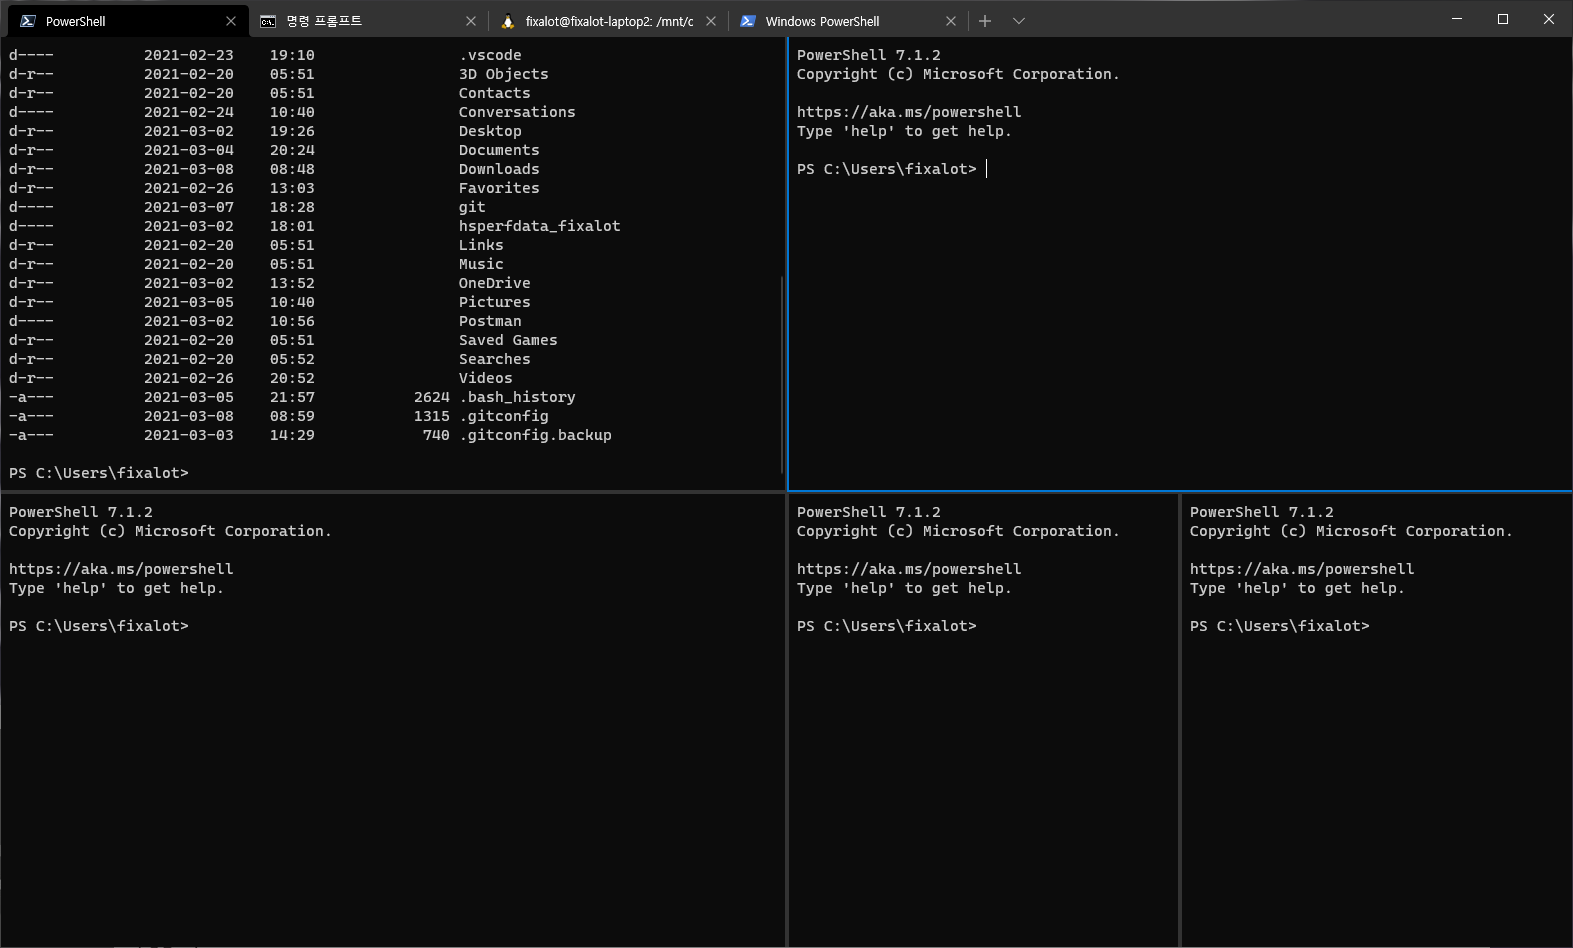 PowerShell
명령 프롬프트
fixalot@fixalot-laptop2: /mnt/c
Windows PowerShell
d---- 2021-02-23 19:10 .vscode
d-r-- 2021-02-20 05:51 3D Objects
d-r-- 2021-02-20 05:51 Contacts
d---- 2021-02-24 10:40 Conversations
d-r-- 2021-03-02 19:26 Desktop
d-r-- 2021-03-04 20:24 Documents
d-r-- 2021-03-08 08:48 Downloads
d-r-- 2021-02-26 13:03 Favorites
d---- 2021-03-07 18:28 git
d---- 2021-03-02 18:01 hsperfdata_fixalot
d-r-- 2021-02-20 05:51 Links
d-r-- 2021-02-20 05:51 Music
d-r-- 2021-03-02 13:52 OneDrive
d-r-- 2021-03-05 10:40 Pictures
d---- 2021-03-02 10:56 Postman
d-r-- 2021-02-20 05:51 Saved Games
d-r-- 2021-02-20 05:52 Searches
d-r-- 2021-02-26 20:52 Videos
-a--- 2021-03-05 21:57 2624 .bash_history
-a--- 2021-03-08 08:59 1315 .gitconfig
-a--- 2021-03-03 14:29 740 .gitconfig.backup
PS C:\Users\fixalot>
PowerShell 7.1.2
Copyright (c) Microsoft Corporation.
https://aka.ms/powershell
Type 'help' to get help.
PS C:\Users\fixalot>
PowerShell 7.1.2
Copyright (c) Microsoft Corporation.
https://aka.ms/powershell
Type 'help' to get help.
PS C:\Users\fixalot>
PowerShell 7.1.2
Copyright (c) Microsoft Corporation.
https://aka.ms/powershell
Type 'help' to get help.
PS C:\Users\fixalot>
PowerShell 7.1.2
Copyright (c) Microsoft Corporation.
https://aka.ms/powershell
Type 'help' to get help.
PS C:\Users\fixalot>